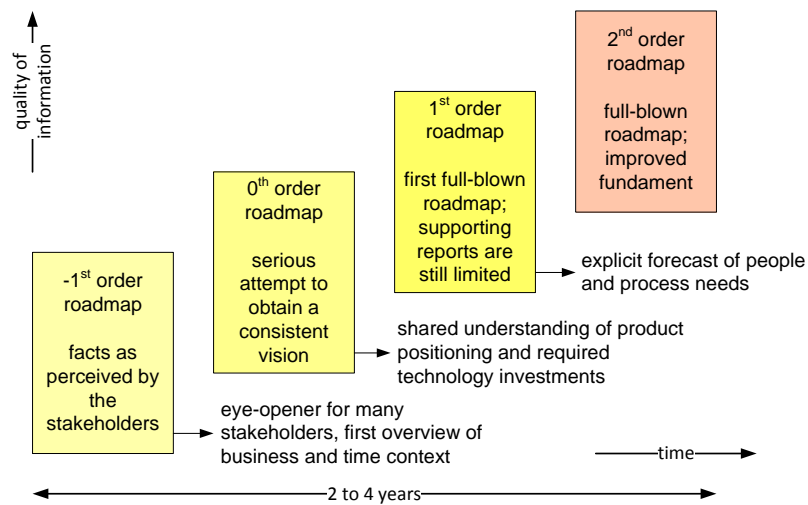 quality of
information
-1st order
roadmap
facts as
perceived by
the
stakeholders
eye-opener for many
stakeholders, first overview of
business and time context
0th order
roadmap
serious
attempt to
obtain a
consistent
vision
shared understanding of product
positioning and required
technology investments
1st order
roadmap
first full-blown
roadmap;
supporting
reports are
still limited
explicit forecast of people
and process needs
2nd order
roadmap
full-blown
roadmap;
improved
fundament
time
2 to 4 years